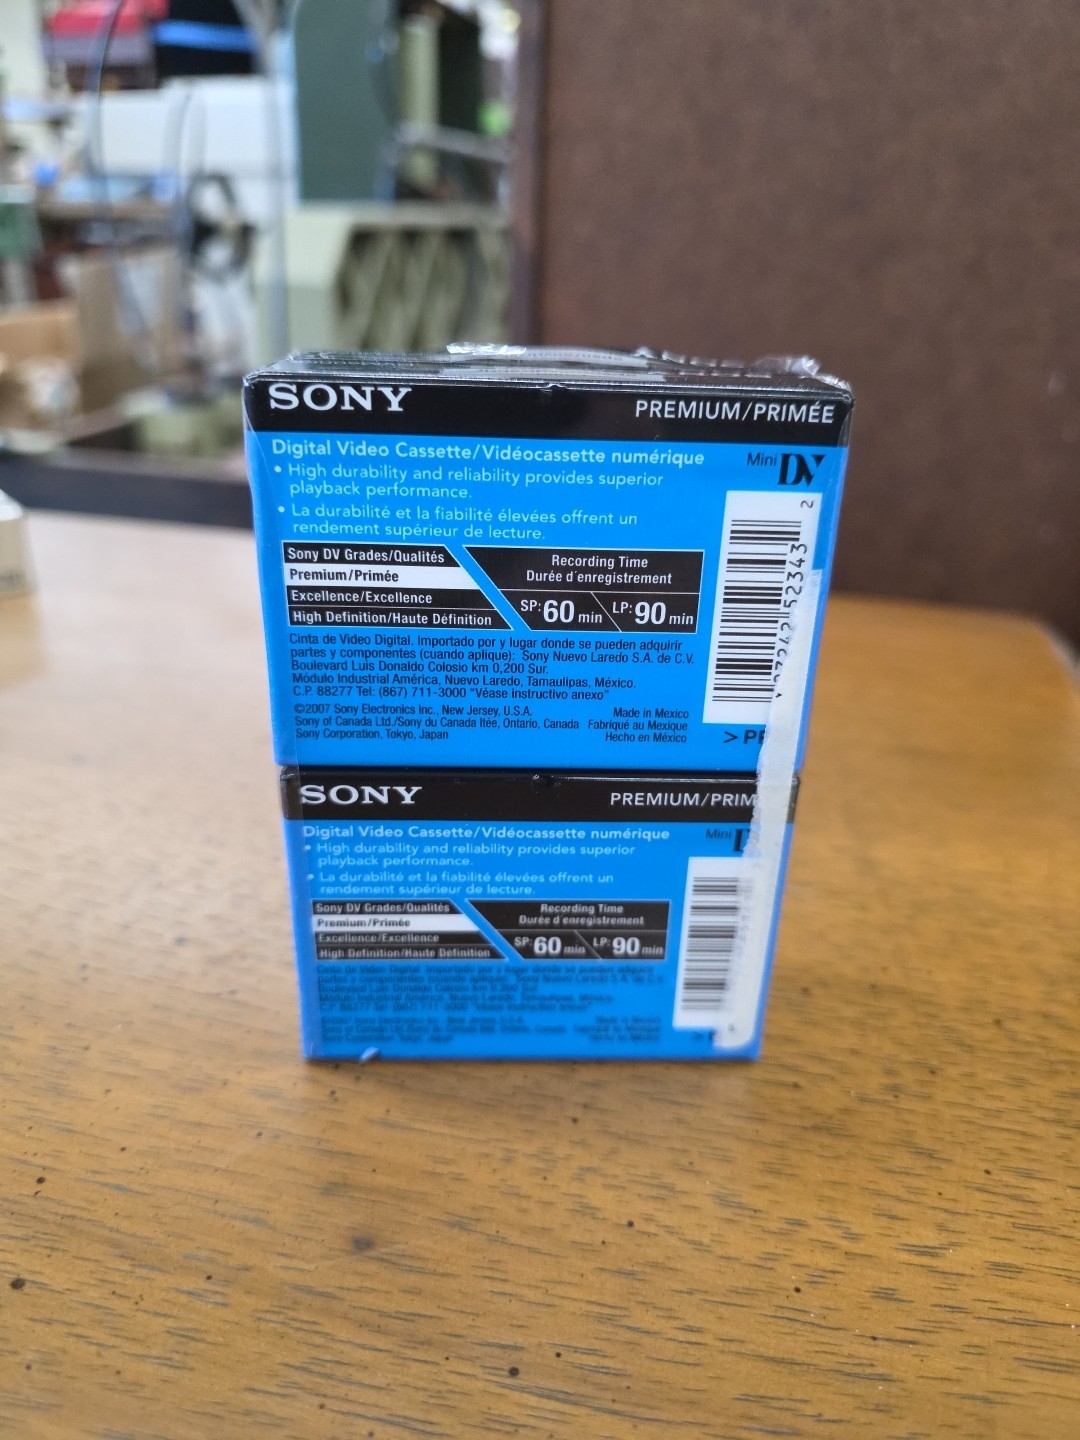 SONY
PREMIUM/PRIMÉE
Digital Video Cassette/Vidéocassette numérique
Mini DV
• High durability and reliability provides superior
playback performance.
• La durabilité et la fiabilité élevées offrent un
rendement supérieur de lecture.
Sony DV Grades/Qualités
Premium/Primée
Excellence/Excellence
High Definition/Haute Définition
Recording Time
Durée d'enregistrement
SP: 60 min
LP: 90 min
2
52343
Cinta de Video Digital. Importado por y lugar donde se pueden adquirir
partes y componentes (cuando aplique): Sony Nuevo Laredo S.A. de C.V.
Boulevard Luis Donaldo Colosio km 0,200 Sur.
Módulo Industrial América, Nuevo Laredo, Tamaulipas, México.
C.P. 88277 Tel: (867) 711-3000 "Véase instructivo anexo"
©2007 Sony Electronics Inc., New Jersey, U.S.A.
Sony of Canada Ltd./Sony du Canada ltée, Ontario, Canada
Sony Corporation, Tokyo, Japan
Made in Mexico
Fabriqué au Mexique
Hecho en México
SONY
PREMIUM/PRIM
Digital Video Cassette/Vidéocassette numérique
Mini
• High durability and reliability provides superior
playback performance.
• La durabilité et la fiabilité élevées offrent un
rendement supérieur de lecture.
Sony DV Grades/Qualités
Premium/Primée
Excellence/Excellence
High Definition/Haute Définition
Recording Time
Durée d'enregistrement
SP: 60 min
LP: 90 min